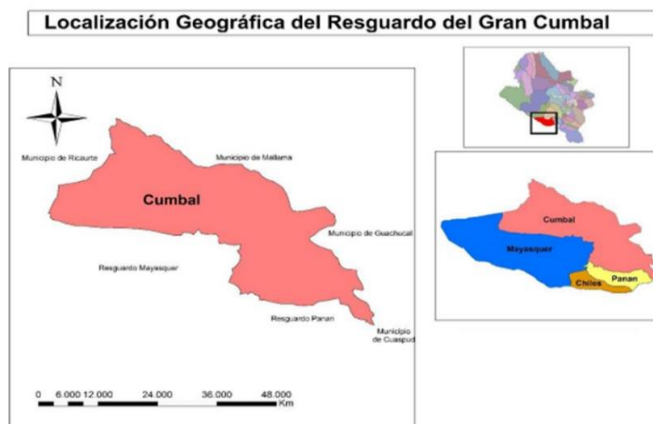 Localización Geográfica del Resguardo del Gran Cumbal
N
Municipio de Ricaurte
Municipio de Mallama
Cumbal
Municipio de Guachucal
Resguardo Mayasquer
Resguardo Panan
Municipio
de Cuaspud
0 6.000 12.000 24.000 36.000 48.000
Km
Cumbal
Mayasquer
Panan
Chiles